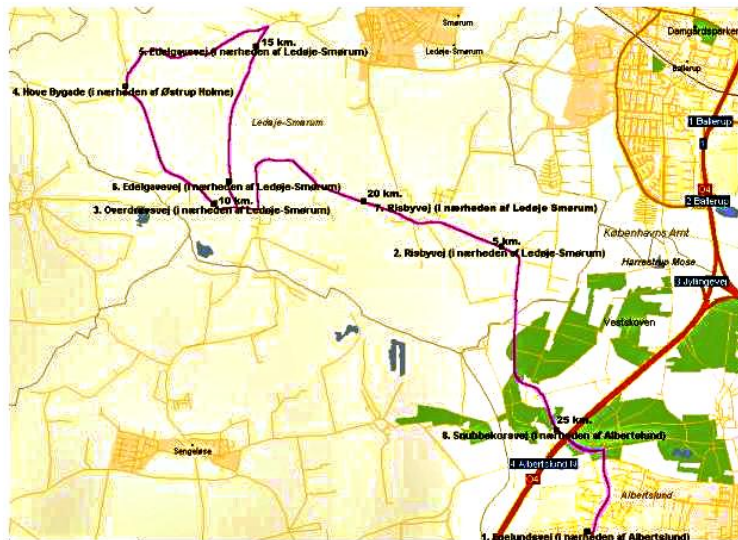 Smørum
Damgårdsparken
15 km.
5. Edelgavevej (i nærheden af Ledøje-Smørum)
Ledøje-Smørum
Ballerup
4. Hove Bygade (i nærheden af Østrup Holme)
Ledøje-Smørum
1 Ballerup
1
6. Edelgavevej (i nærheden af Ledøje-Smørum)
O4
20 km.
2 Ballerup
10 km.
3. Overdrevsvej (i nærheden af Ledøje-Smørum)
7. Risbyvej (i nærheden af Ledøje Smørum)
Københavns Amt
5 km.
2. Risbyvej (i nærheden af Ledøje-Smørum)
Harrestrup Mose
3 Jyllingevej
Vestskoven
25 km.
8. Snubbekorsvej (i nærheden af Albertslund)
Sengeløse
4 Albertslund N
O4
Albertslund
1. Egelundsvej (i nærheden af Albertslund)